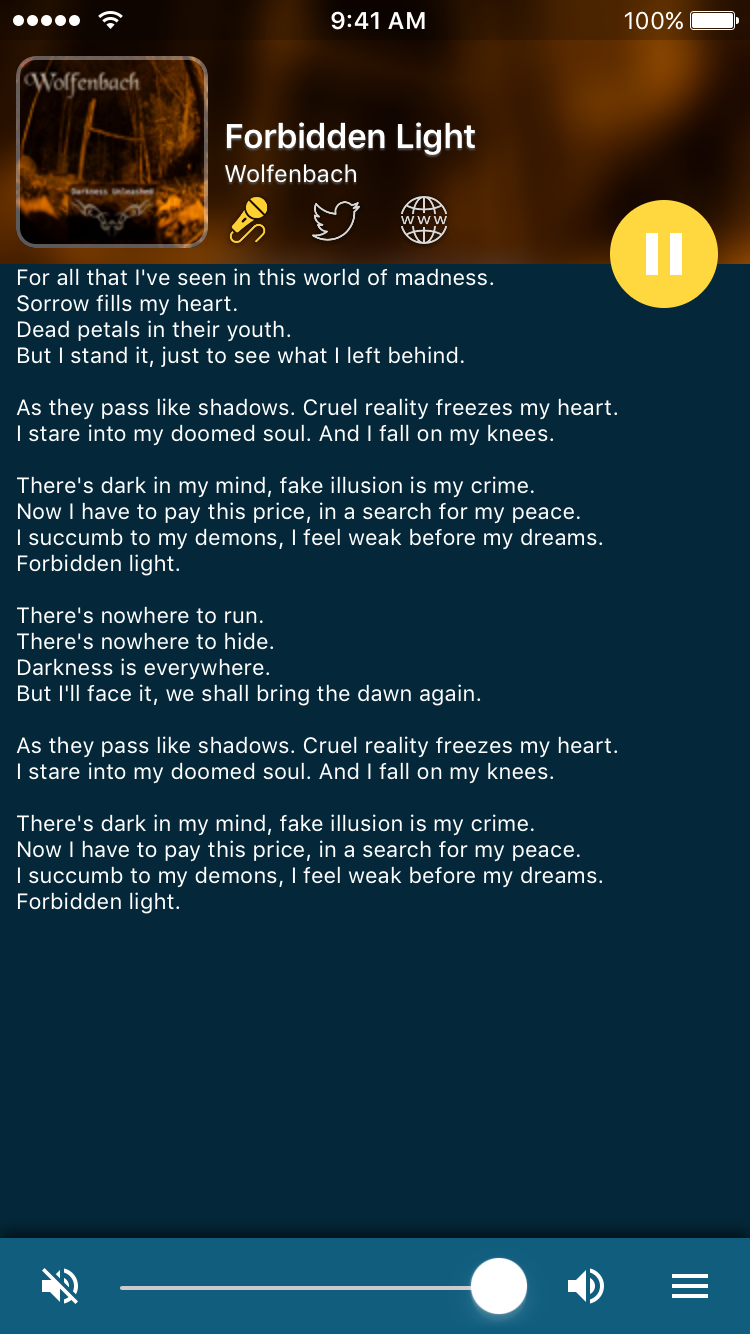 9:41 AM
100%
Wolfenbach
Darkness Unleashed
Forbidden Light
Wolfenbach
WWW
For all that I've seen in this world of madness.
Sorrow fills my heart.
Dead petals in their youth.
But I stand it, just to see what I left behind.
As they pass like shadows. Cruel reality freezes my heart.
I stare into my doomed soul. And I fall on my knees.
There's dark in my mind, fake illusion is my crime.
Now I have to pay this price, in a search for my peace.
I succumb to my demons, I feel weak before my dreams.
Forbidden light.
There's nowhere to run.
There's nowhere to hide.
Darkness is everywhere.
But I'll face it, we shall bring the dawn again.
As they pass like shadows. Cruel reality freezes my heart.
I stare into my doomed soul. And I fall on my knees.
There's dark in my mind, fake illusion is my crime.
Now I have to pay this price, in a search for my peace.
I succumb to my demons, I feel weak before my dreams.
Forbidden light.